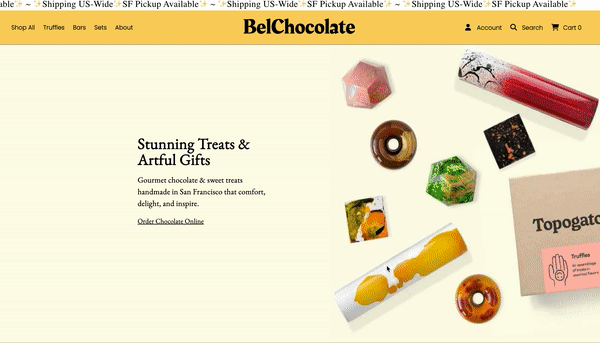 able✨ ~ ✨Shipping US-Wide✨SF Pickup Available✨ ~ ✨Shipping US-Wide✨SF Pickup Available✨ ~ ✨Shipping US-Wide✨SF Pickup Available✨
Shop All Truffles Bars Sets About BelChocolate Account Search Cart 0
Stunning Treats &
Artful Gifts
Gourmet chocolate & sweet treats
handmade in San Francisco that comfort,
delight, and inspire.
Order Chocolate Online
Topogato
Truffles